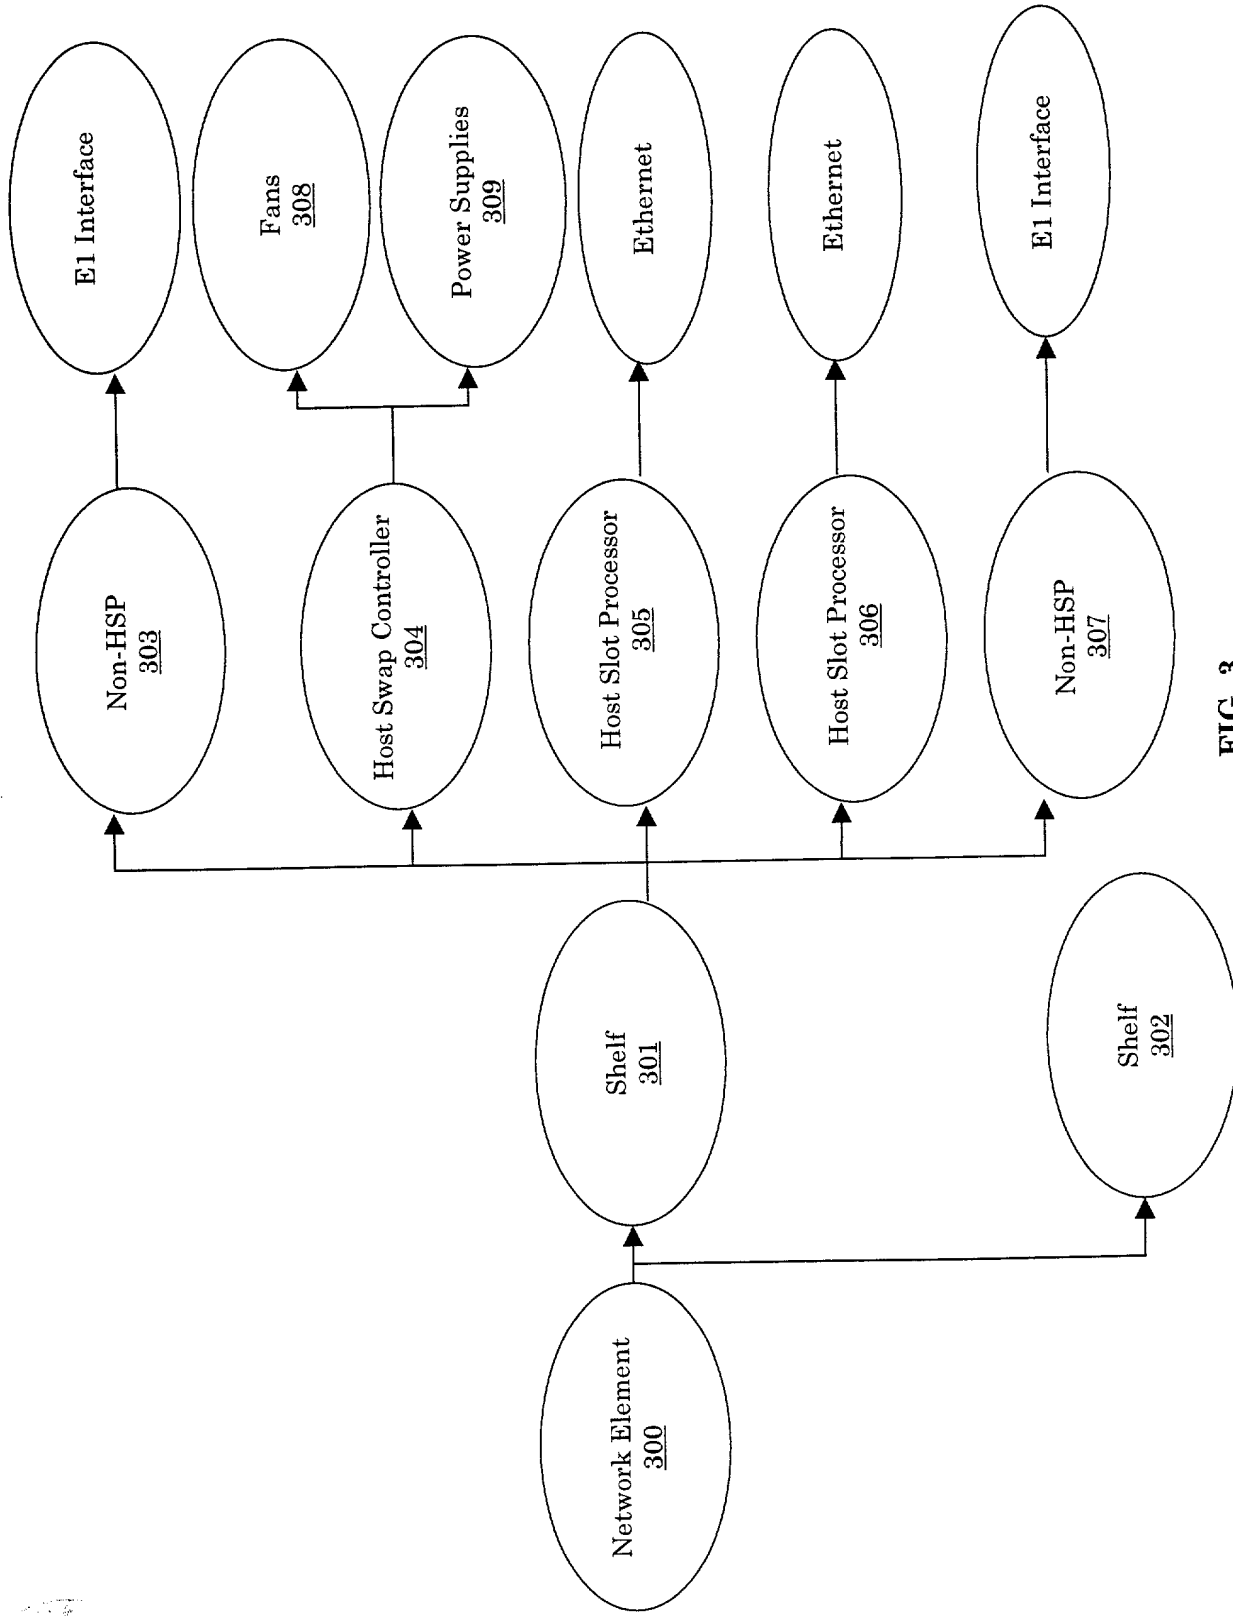 Network Element
300
Shelf
301
Shelf
302
Non-HSP
303
Host Swap Controller
304
Host Slot Processor
305
Host Slot Processor
306
Non-HSP
307
E1 Interface
Fans
308
Power Supplies
309
Ethernet
Ethernet
E1 Interface
FIG. 3